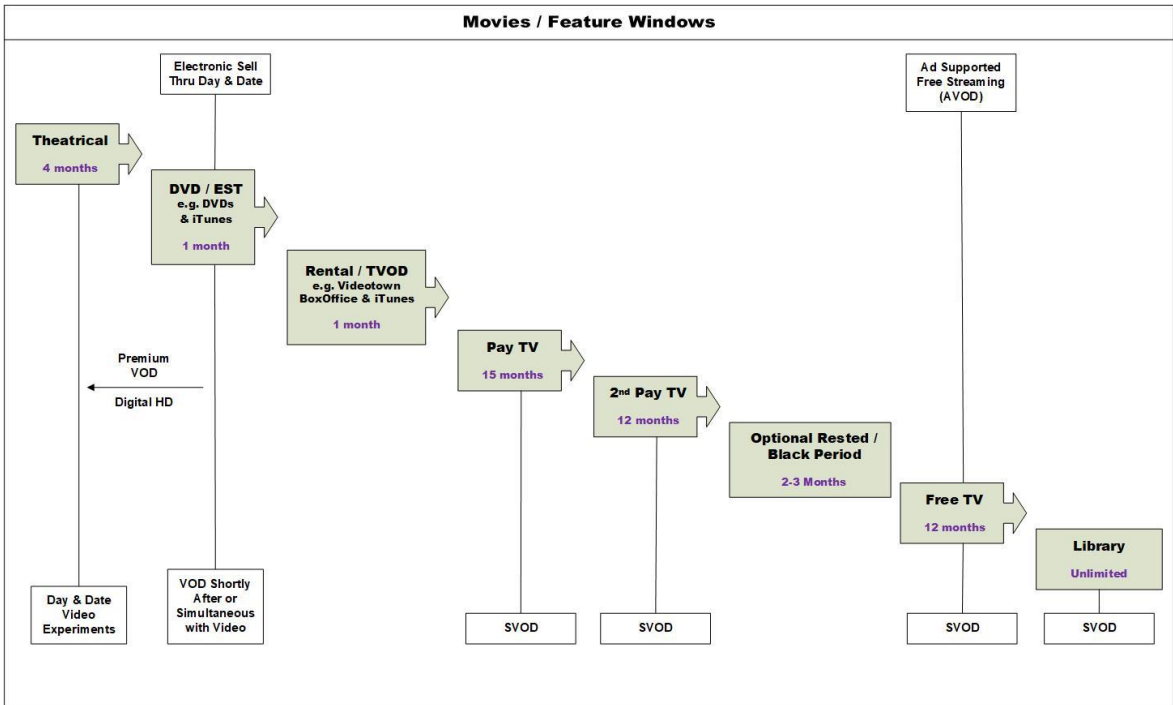 Movies / Feature Windows
Electronic Sell
Thru Day & Date
Ad Supported
Free Streaming
(AVOD)
Theatrical
4 months
DVD / EST
e.g. DVDs
& iTunes
1 month
Rental / TVOD
e.g. Videotown
BoxOffice & iTunes
1 month
Premium
VOD
Digital HD
Pay TV
15 months
2nd Pay TV
12 months
Optional Rested /
Black Period
2-3 Months
Free TV
12 months
Library
Unlimited
Day & Date
Video
Experiments
VOD Shortly
After or
Simultaneous
with Video
SVOD
SVOD
SVOD
SVOD